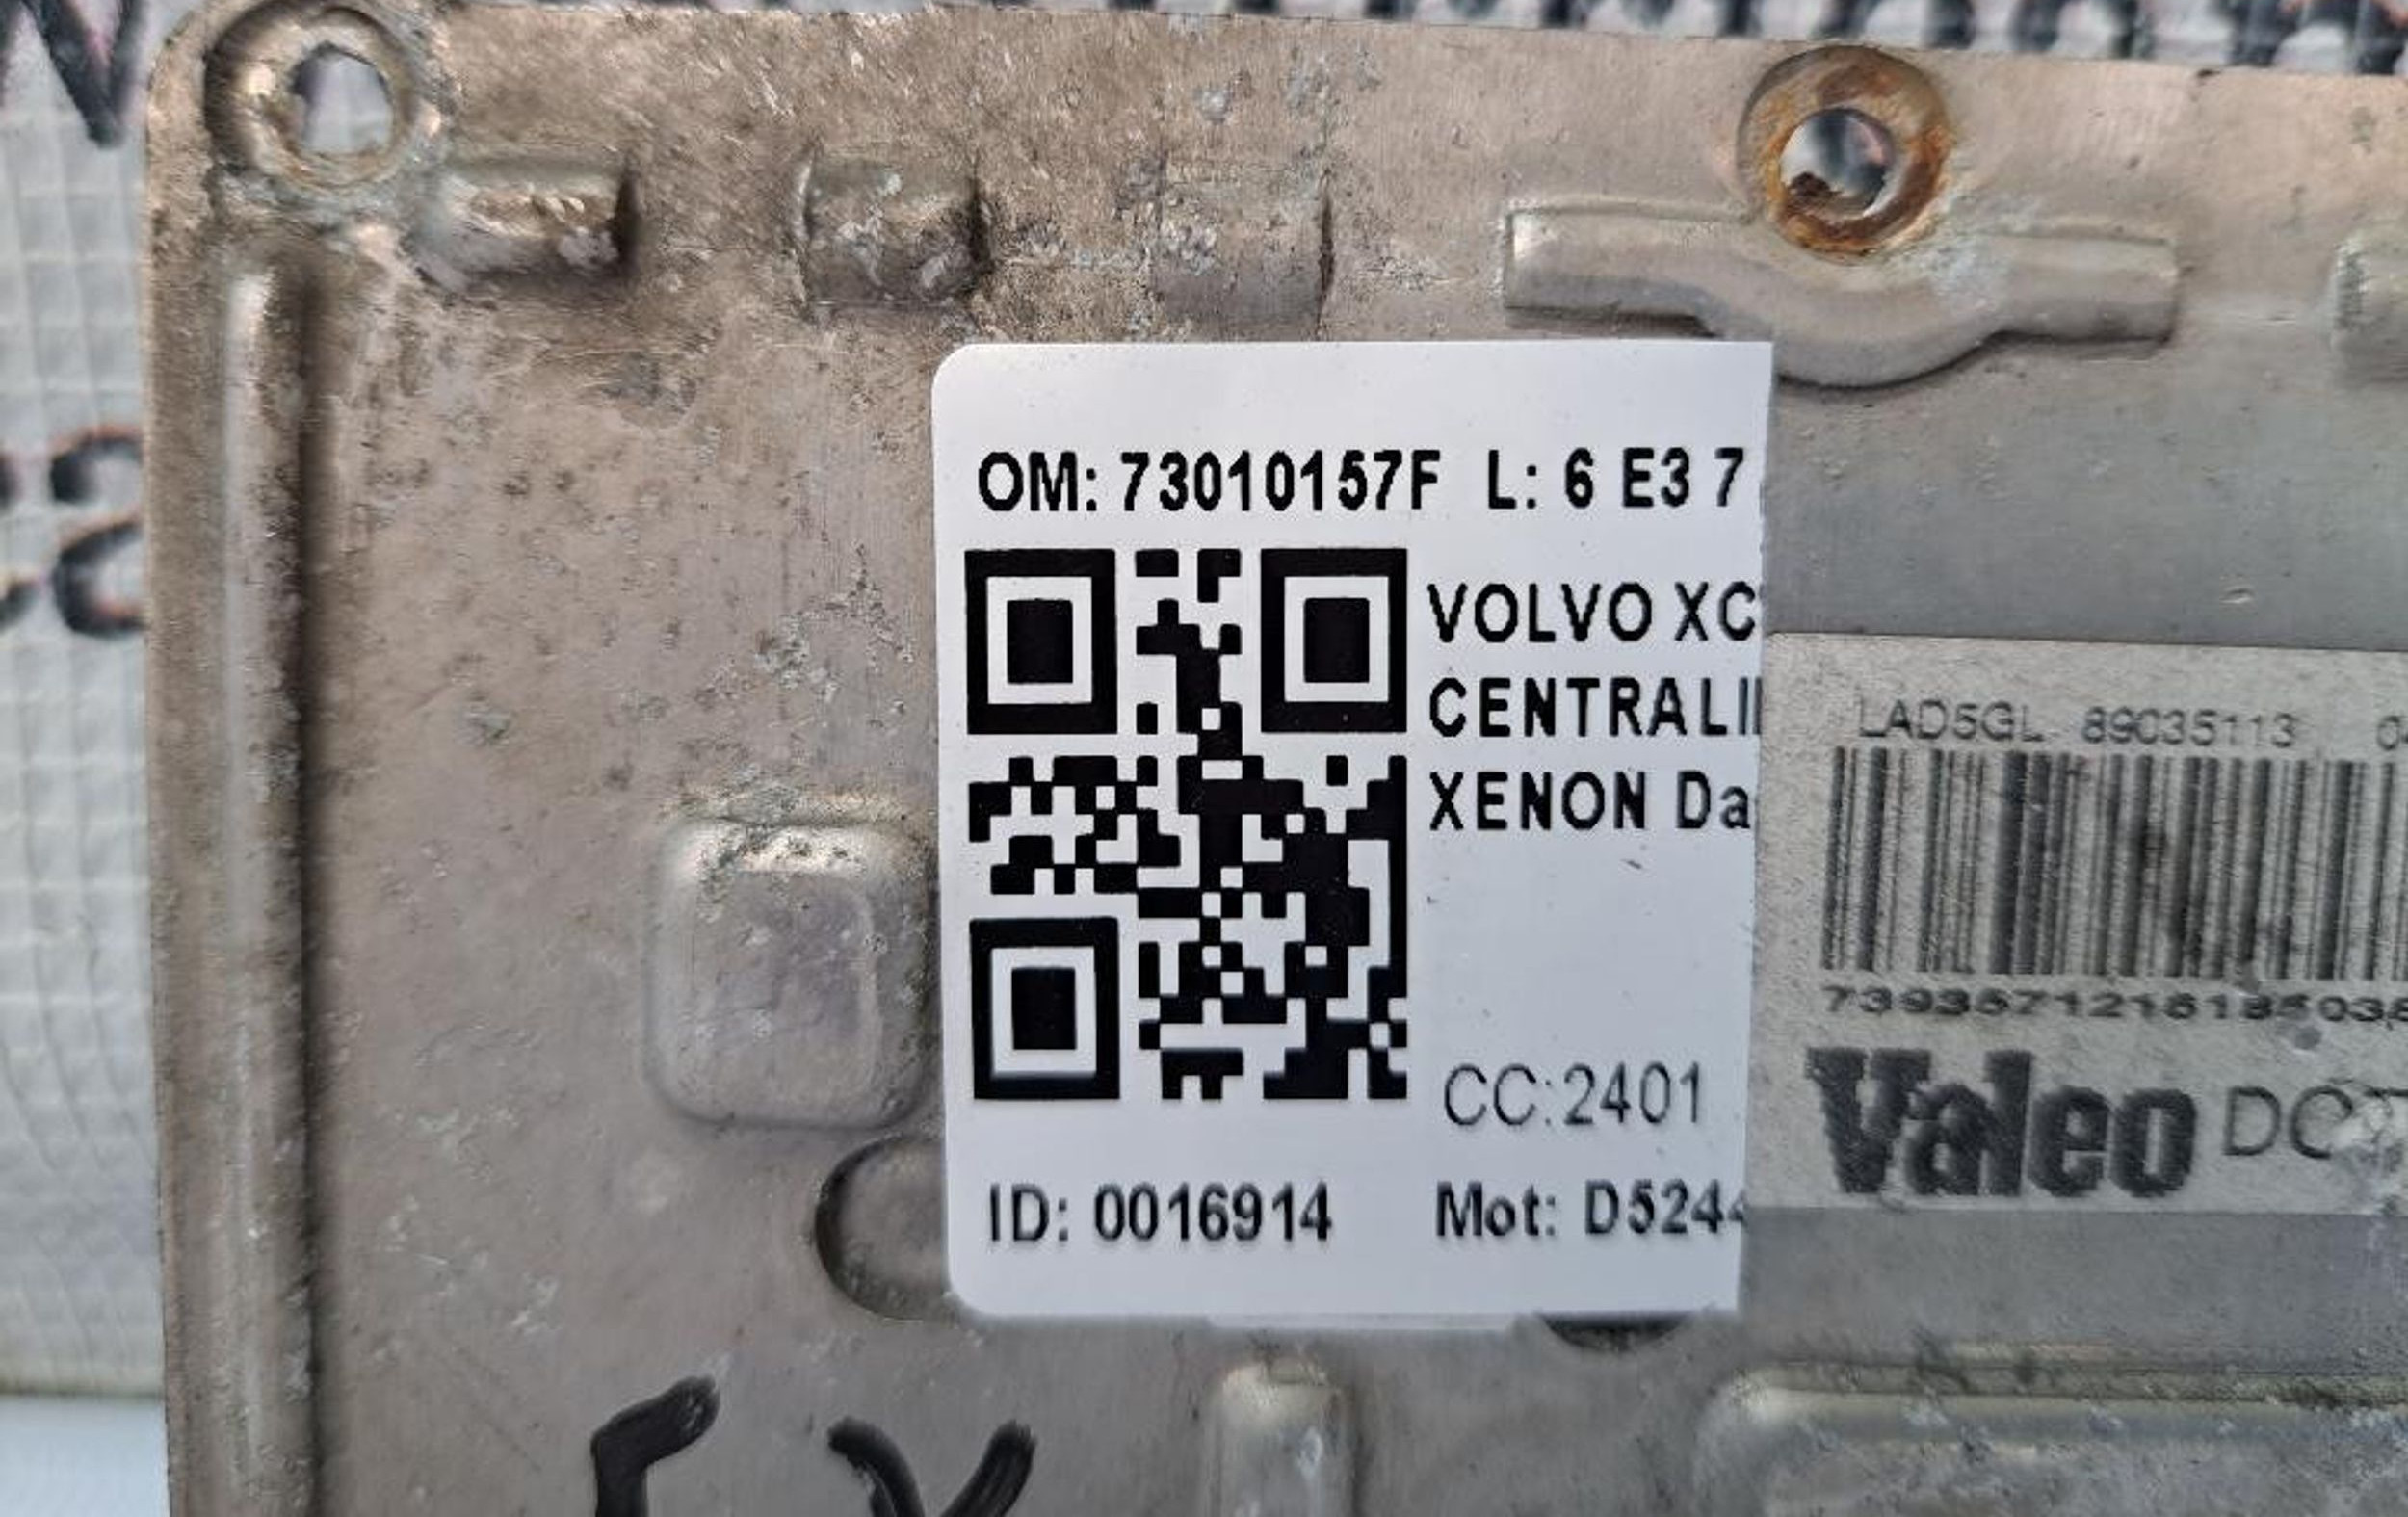 OM: 73010157F L: 6 E3 7
VOLVO XC
CENTRALI
XENON Da
CC:2401
ID: 0016914 Mot: D5244
LAD5GL 89035113
Valeo